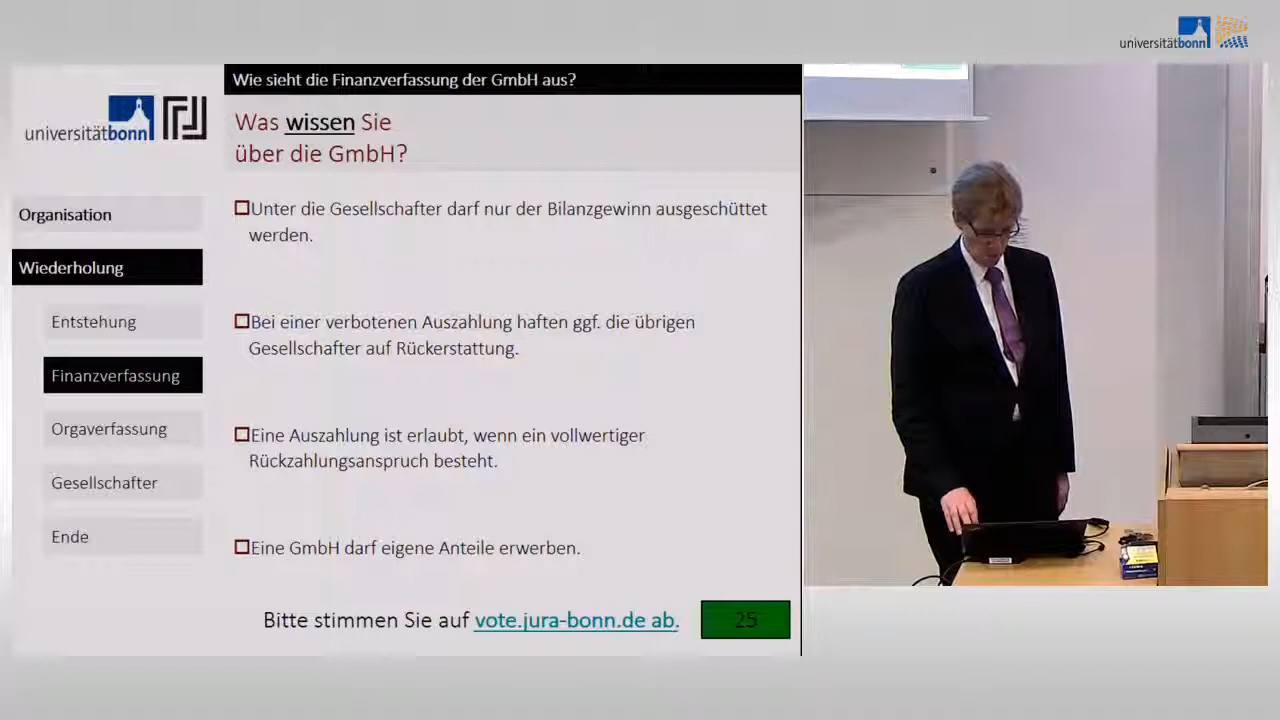 universitätbonn
Wie sieht die Finanzverfassung der GmbH aus?
universitätbonn
Was wissen Sie
über die GmbH?
Organisation
Wiederholung
Entstehung
Finanzverfassung
Orgaverfassung
Gesellschafter
Ende
Unter die Gesellschafter darf nur der Bilanzgewinn ausgeschüttet
werden.
Bei einer verbotenen Auszahlung haften ggf. die übrigen
Gesellschafter auf Rückerstattung.
Eine Auszahlung ist erlaubt, wenn ein vollwertiger
Rückzahlungsanspruch besteht.
Eine GmbH darf eigene Anteile erwerben.
Bitte stimmen Sie auf vote.jura-bonn.de ab.
25